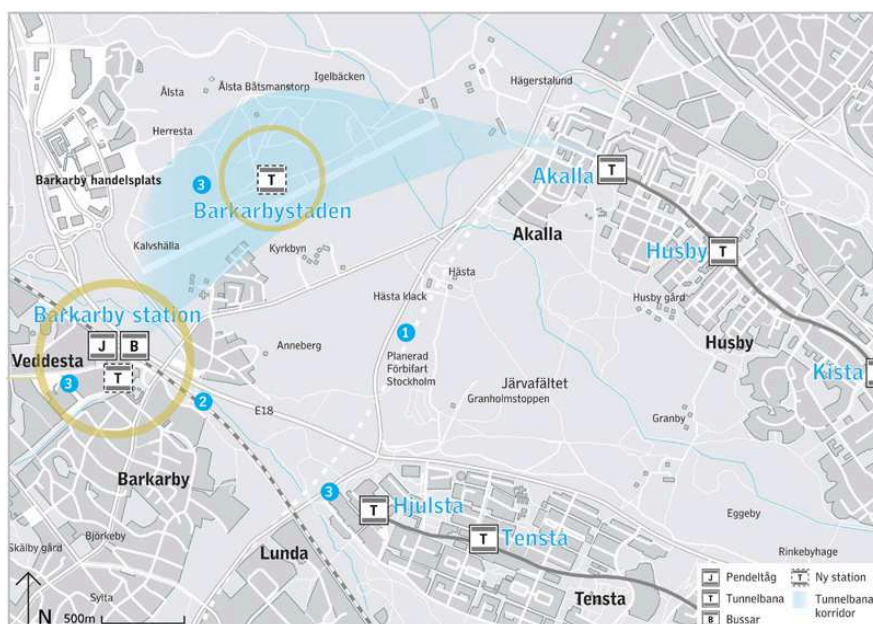 Igelbäcken
Ålsta
Ålsta Båtsmanstorp
Hägerstalund
Herresta
Barkarby handelsplats
3
T
Barkarbystaden
Akalla
T
Akalla
Kalvshälla
Kyrkbyn
Husby
T
Hästa
Hästa klack
Husby gård
Barkarby station
J
B
1
Husby
Veddesta
Anneberg
Planerad
Förbifart
Stockholm
Järvafältet
Kista
3
T
Granholmstoppen
2
E18
Granby
Barkarby
3
Hjulsta
T
Eggeby
Tensta
T
Björkeby
Skälby gård
Lunda
Rinkebyhage
Sylta
Tensta
N
500m
J Pendeltåg
T Tunnelbana
B Bussar
T Ny station
Tunnelbana
korridor